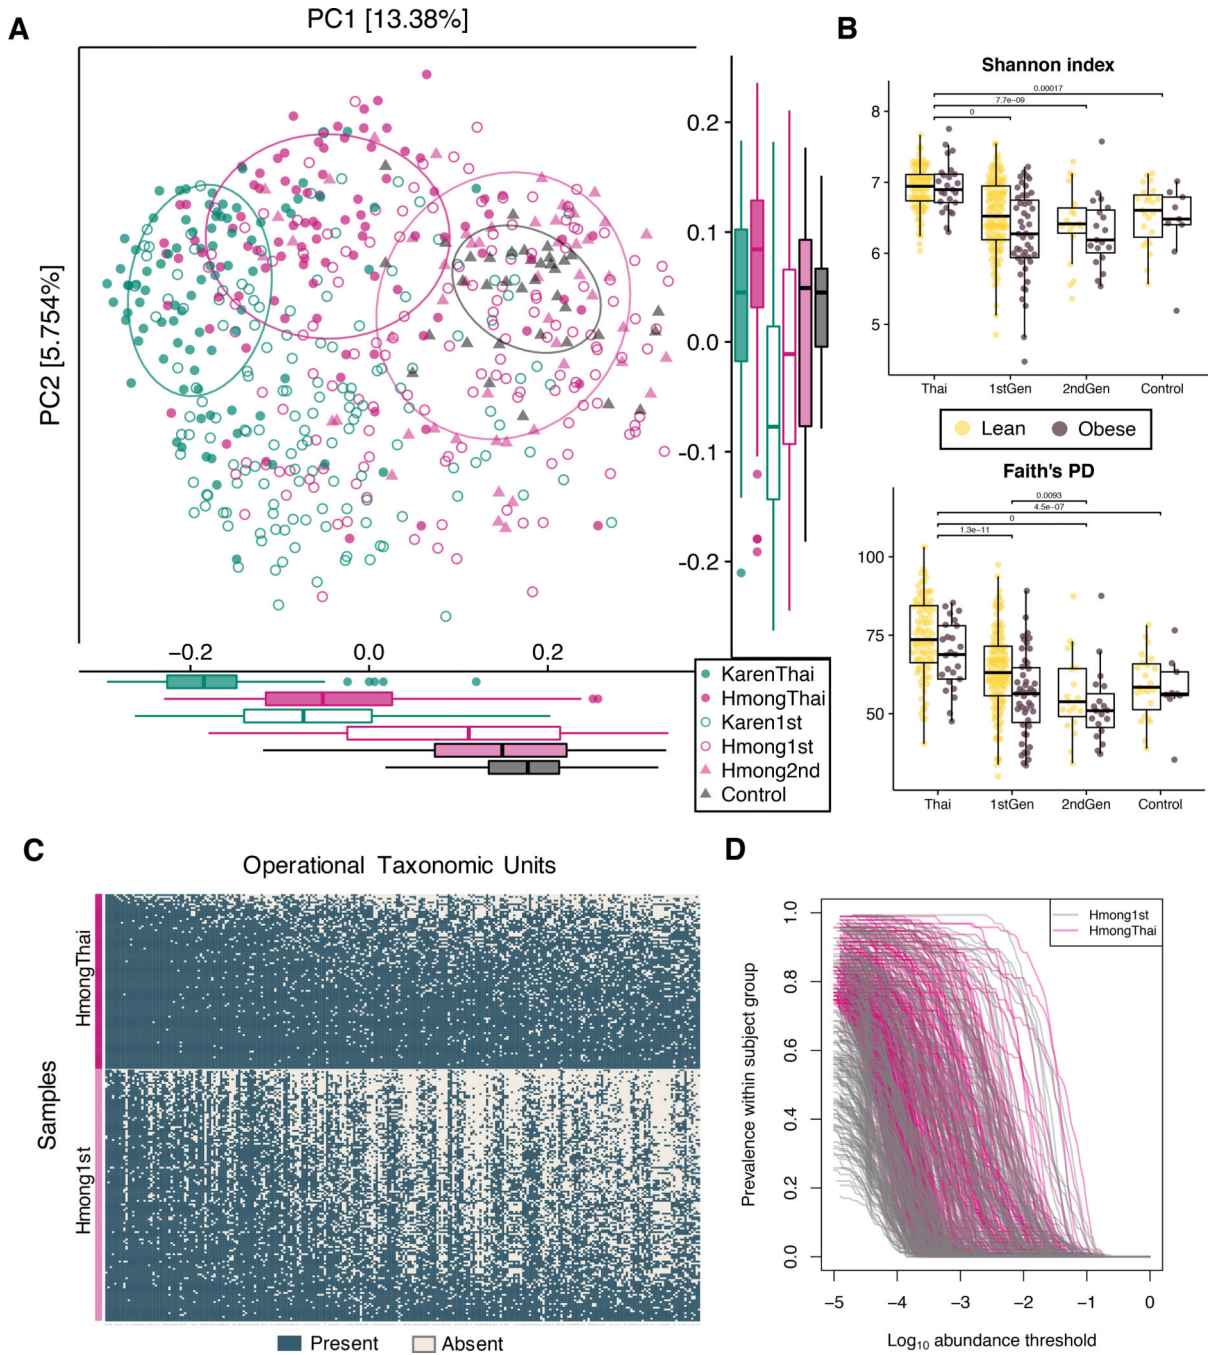 A
PC1 [13.38%]
PC2 [5.754%]
0.2
0.1
0.0
-0.1
-0.2
−0.2
0.0
0.2
KarenThai
HmongThai
Karen1st
Hmong1st
Hmong2nd
Control
B
Shannon index
0.00017
7.7e−09
0
8
7
6
5
Thai
1stGen
2ndGen
Control
Lean
Obese
Faith's PD
0.0093
4.5e−07
0
1.3e−11
100
75
50
Thai
1stGen
2ndGen
Control
C
Operational Taxonomic Units
Samples
HmongThai
Hmong1st
Present
Absent
D
Hmong1st
HmongThai
Prevalence within subject group
1.0
0.8
0.6
0.4
0.2
0.0
−5
−4
−3
−2
−1
0
Log10 abundance threshold